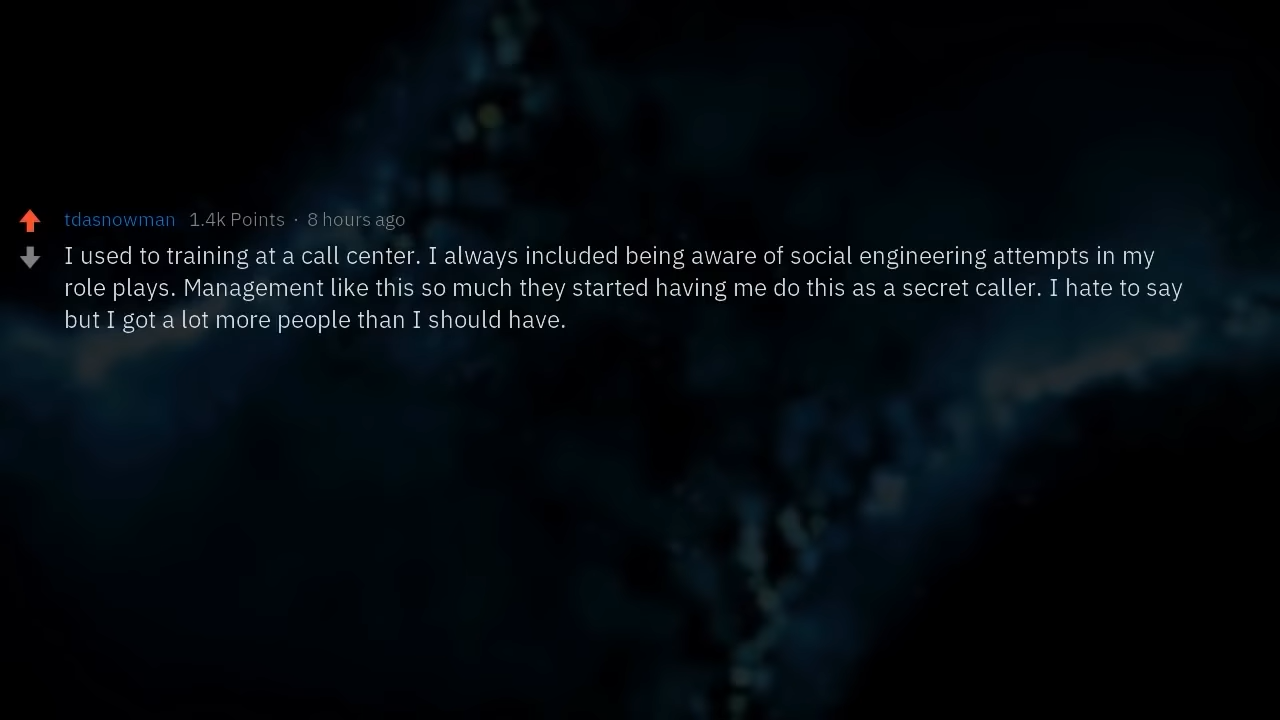 tdasnowman 1.4k Points · 8 hours ago
I used to training at a call center. I always included being aware of social engineering attempts in my
role plays. Management like this so much they started having me do this as a secret caller. I hate to say
but I got a lot more people than I should have.